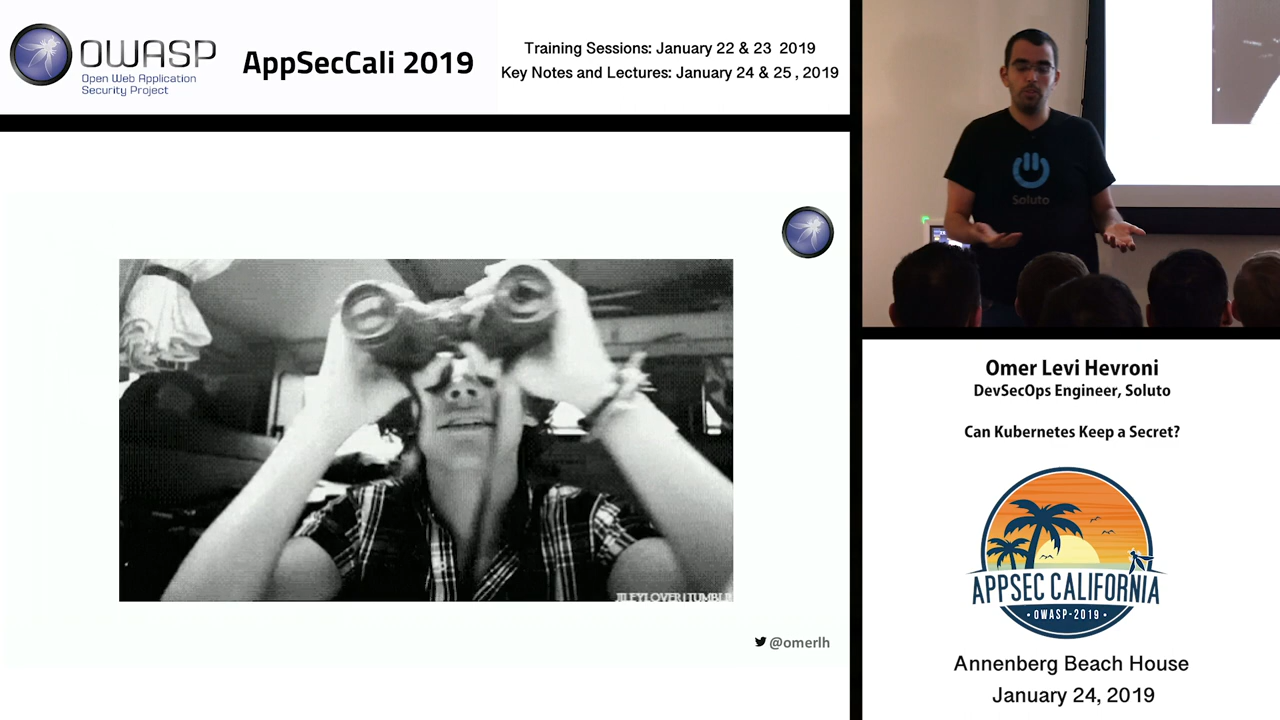 OWASP
Open Web Application
Security Project
AppSecCali 2019
Training Sessions: January 22 & 23 2019
Key Notes and Lectures: January 24 & 25, 2019
Soluto
JILEYLOVER|TUMBLR
@omerlh
Omer Levi Hevroni
DevSecOps Engineer, Soluto
Can Kubernetes Keep a Secret?
APPSEC CALIFORNIA
• OWASP-2019 •
Annenberg Beach House
January 24, 2019